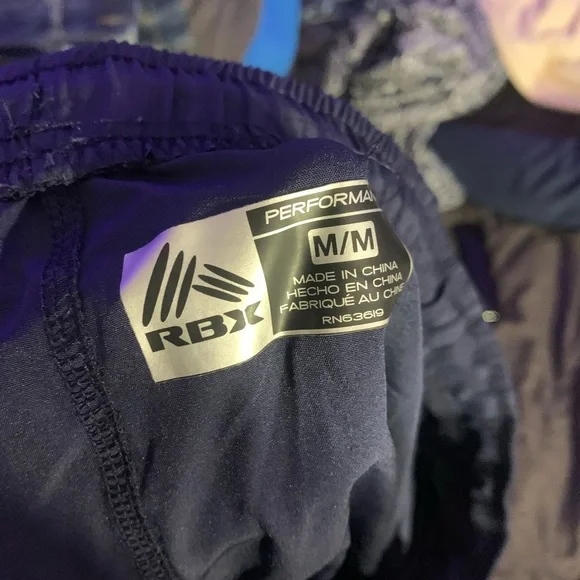 PERFORMAN
M/M
MADE IN CHINA
HECHO EN CHINA
FABRIQUÉ AU CHINE
RN63619
RBX